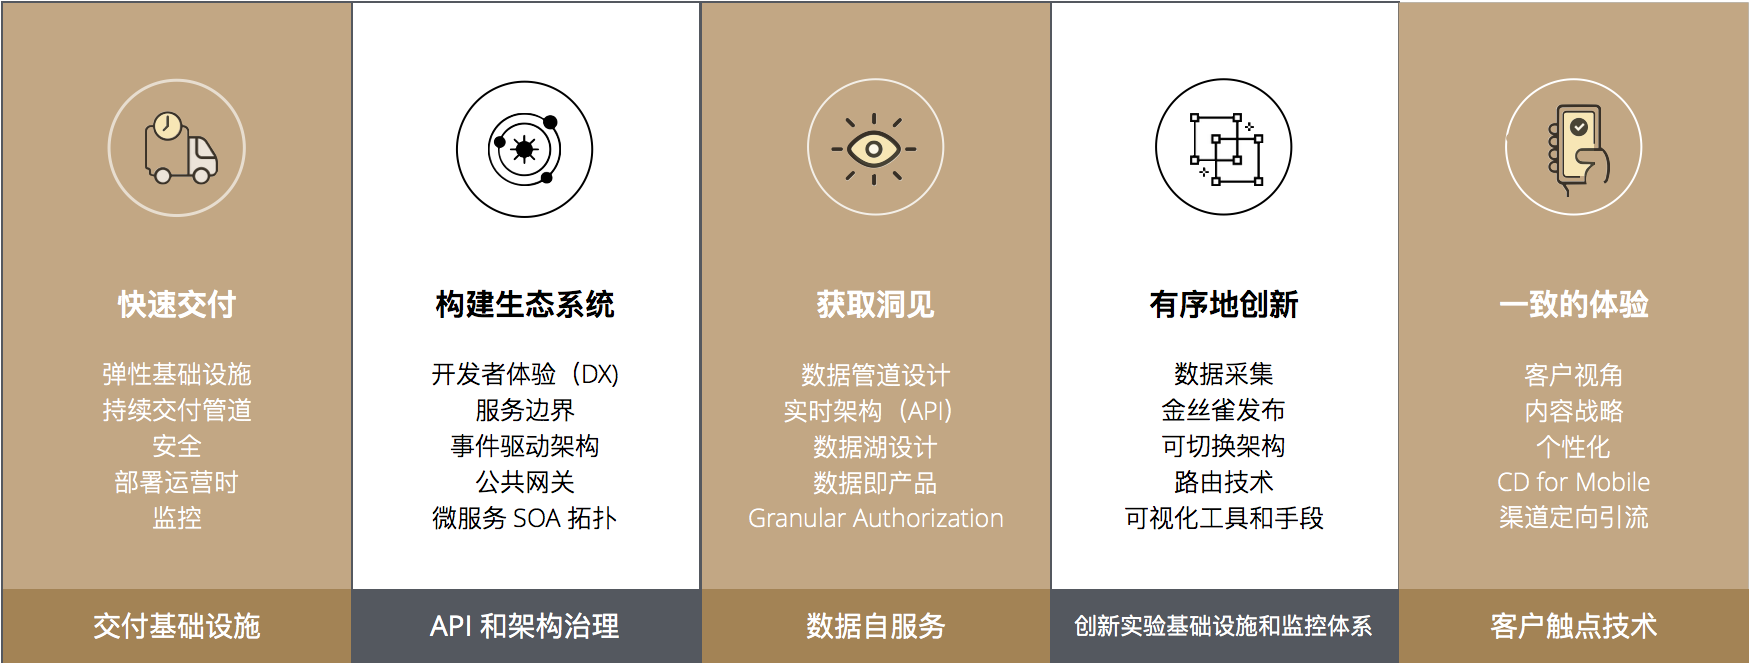 快速交付
弹性基础设施
持续交付管道
安全
部署运营时
监控
交付基础设施
构建生态系统
开发者体验（DX)
服务边界
事件驱动架构
公共网关
微服务 SOA 拓扑
API 和架构治理
获取洞见
数据管道设计
实时架构（API）
数据湖设计
数据即产品
Granular Authorization
数据自服务
有序地创新
数据采集
金丝雀发布
可切换架构
路由技术
可视化工具和手段
创新实验基础设施和监控体系
一致的体验
客户视角
内容战略
个性化
CD for Mobile
渠道定向引流
客户触点技术